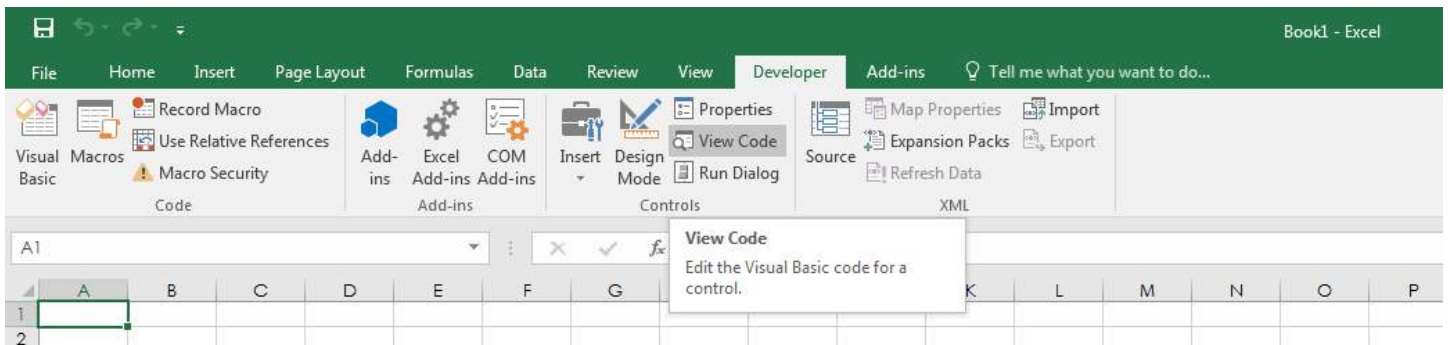 Book1 - Excel
File Home Insert Page Layout Formulas Data Review View Developer Add-ins Tell me what you want to do...
Visual Basic
Macros
Record Macro
Use Relative References
Macro Security
Code
Add-ins
Excel Add-ins
COM Add-ins
Add-ins
Insert
Design Mode
Properties
View Code
Run Dialog
Controls
Source
Map Properties
Expansion Packs
Refresh Data
Import
Export
XML
A1
fx
View Code
Edit the Visual Basic code for a
control.
A B C D E F G K L M N O P
1
2